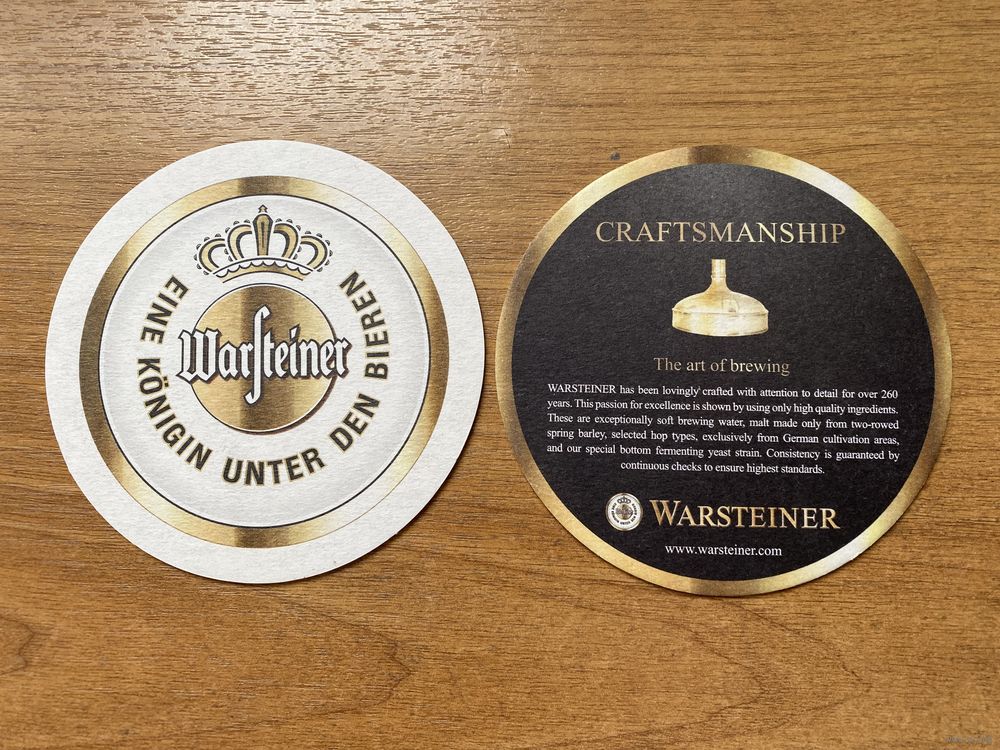 EINE KÖNIGIN UNTER DEN BIEREN
Warſteiner
CRAFTSMANSHIP
The art of brewing
WARSTEINER has been lovingly crafted with attention to detail for over 260
years. This passion for excellence is shown by using only high quality ingredients.
These are exceptionally soft brewing water, malt made only from two-rowed
spring barley, selected hop types, exclusively from German cultivation areas,
and our special bottom fermenting yeast strain. Consistency is guaranteed by
continuous checks to ensure highest standards.
WARSTEINER
www.warsteiner.com